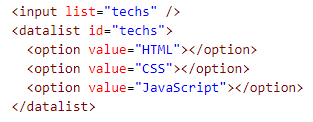 <input list="techs" />
<datalist id="techs">
  <option value="HTML"></option>
  <option value="CSS"></option>
  <option value="JavaScript"></option>
</datalist>